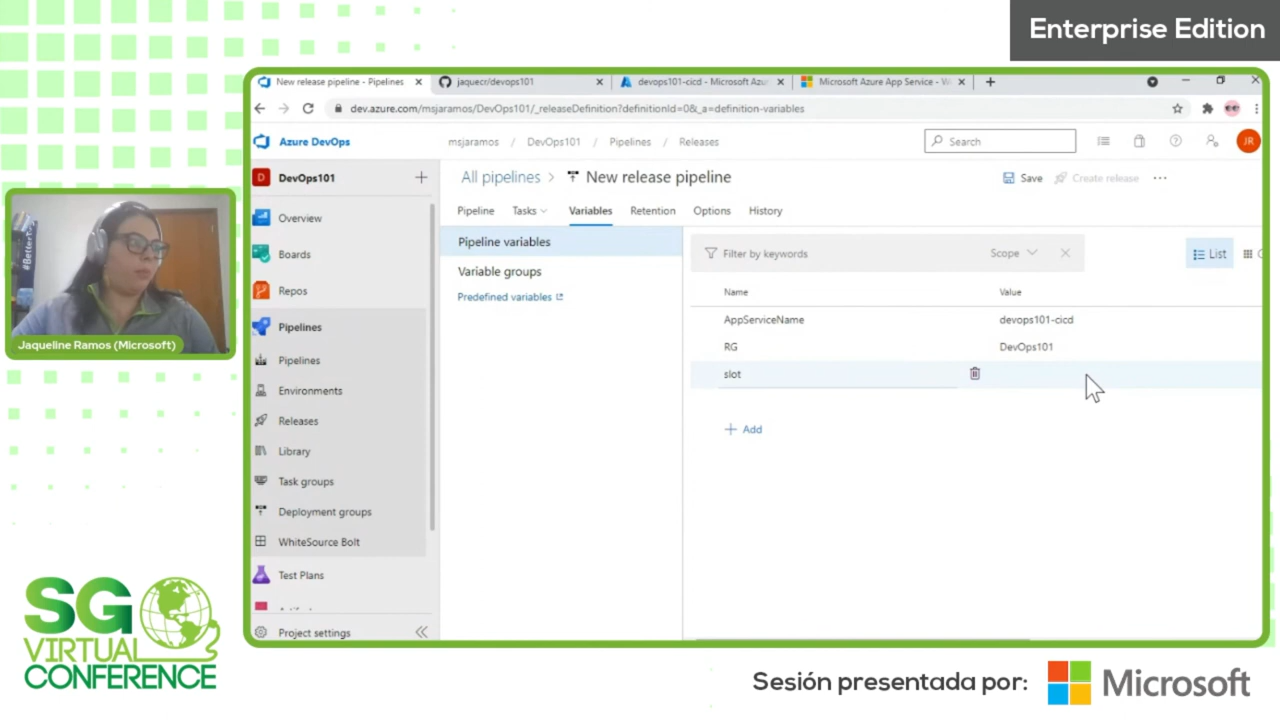 Enterprise Edition
New release pipeline - Pipelines
jaquecr/devops101
devops101-cicd - Microsoft Azu
Microsoft Azure App Service - W
dev.azure.com/msjaramos/DevOps101/_releaseDefinition?definitionId=0&_a=definition-variables
Azure DevOps
msjaramos / DevOps101 / Pipelines / Releases
Search
JR
D DevOps101
All pipelines > New release pipeline
Save
Create release
Overview
Boards
Repos
Pipelines
Pipelines
Environments
Releases
Library
Task groups
Deployment groups
WhiteSource Bolt
Test Plans
Project settings
Pipeline Tasks Variables Retention Options History
Pipeline variables
Variable groups
Predefined variables
Filter by keywords
Scope
List
Name Value
AppServiceName devops101-cicd
RG DevOps101
slot
Add
Jaqueline Ramos (Microsoft)
SG
VIRTUAL
CONFERENCE
Sesión presentada por: Microsoft